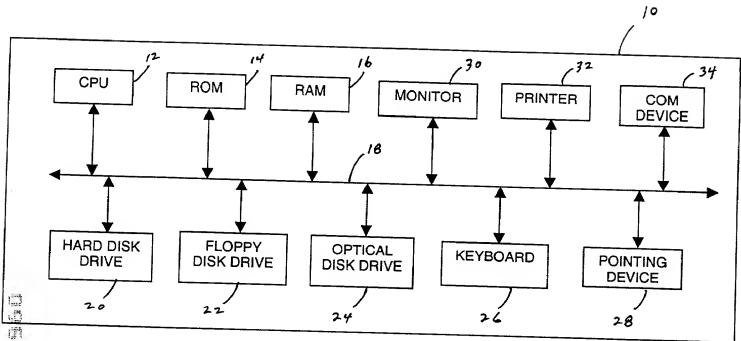 10
12
14
16
30
32
34
CPU
ROM
RAM
MONITOR
PRINTER
COM
DEVICE
18
HARD DISK
DRIVE
FLOPPY
DISK DRIVE
OPTICAL
DISK DRIVE
KEYBOARD
POINTING
DEVICE
20
22
24
26
28